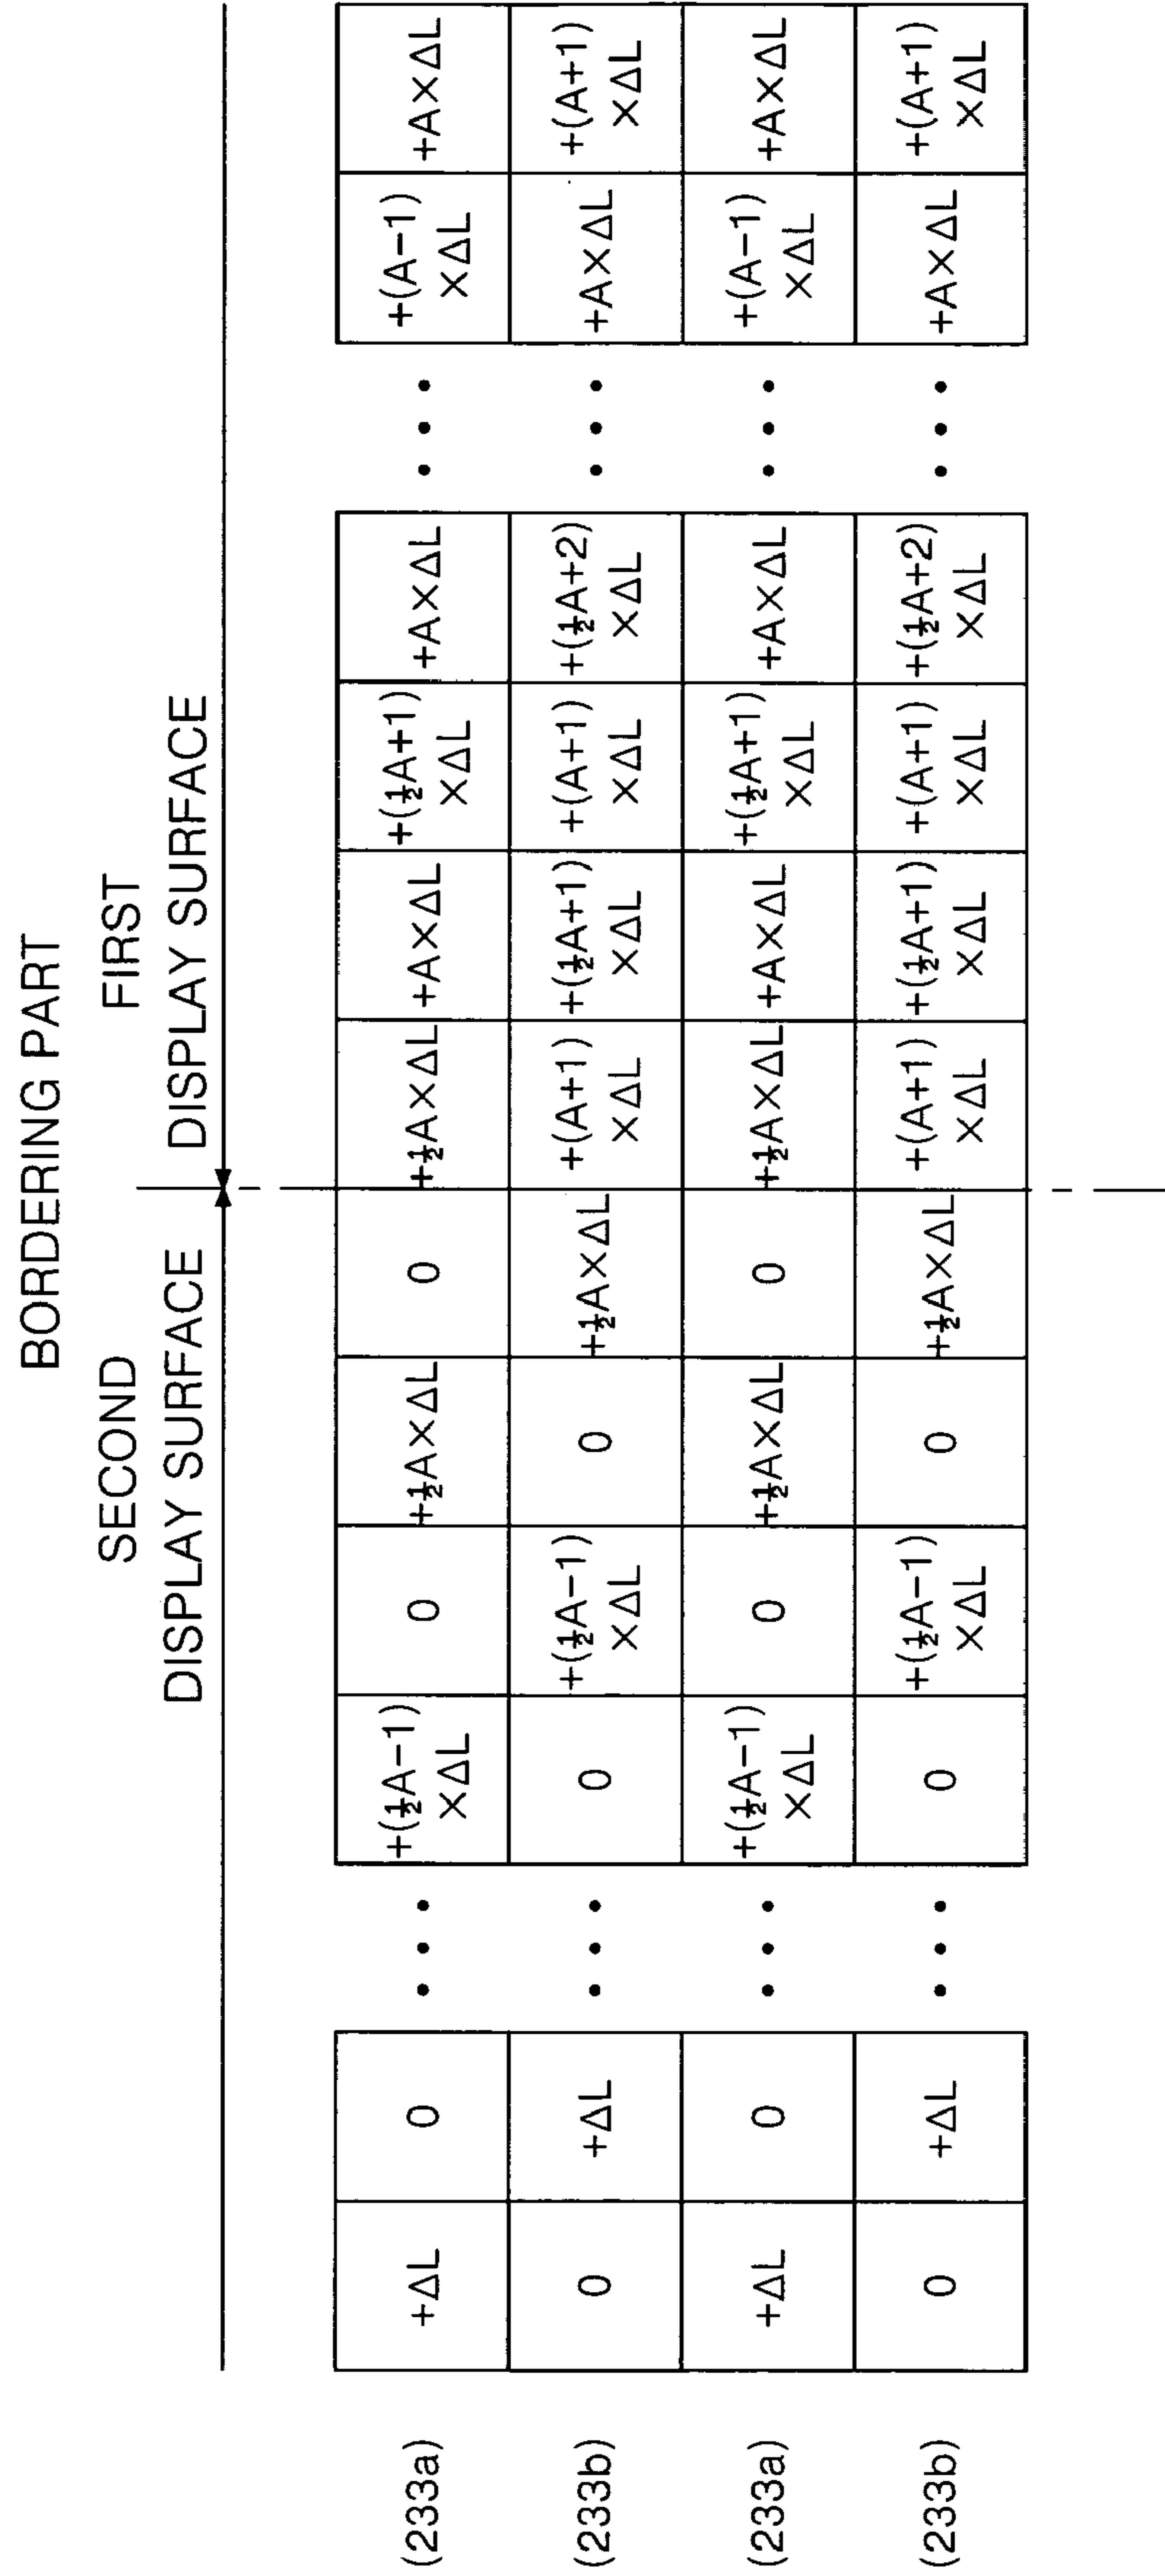 BORDERING PART
SECOND
DISPLAY SURFACE
FIRST
DISPLAY SURFACE
(233a) +ΔL 0 • • • +(½A−1)×ΔL 0 +½A×ΔL 0 +½A×ΔL +A×ΔL +(½A+1)×ΔL +A×ΔL • • • +(A−1)×ΔL +A×ΔL
(233b) 0 +ΔL • • • 0 +(½A−1)×ΔL 0 +½A×ΔL +(A+1)×ΔL +(½A+1)×ΔL +(A+1)×ΔL +(½A+2)×ΔL • • • +A×ΔL +(A+1)×ΔL
(233a) +ΔL 0 • • • +(½A−1)×ΔL 0 +½A×ΔL 0 +½A×ΔL +A×ΔL +(½A+1)×ΔL +A×ΔL • • • +(A−1)×ΔL +A×ΔL
(233b) 0 +ΔL • • • 0 +(½A−1)×ΔL 0 +½A×ΔL +(A+1)×ΔL +(½A+1)×ΔL +(A+1)×ΔL +(½A+2)×ΔL • • • +A×ΔL +(A+1)×ΔL